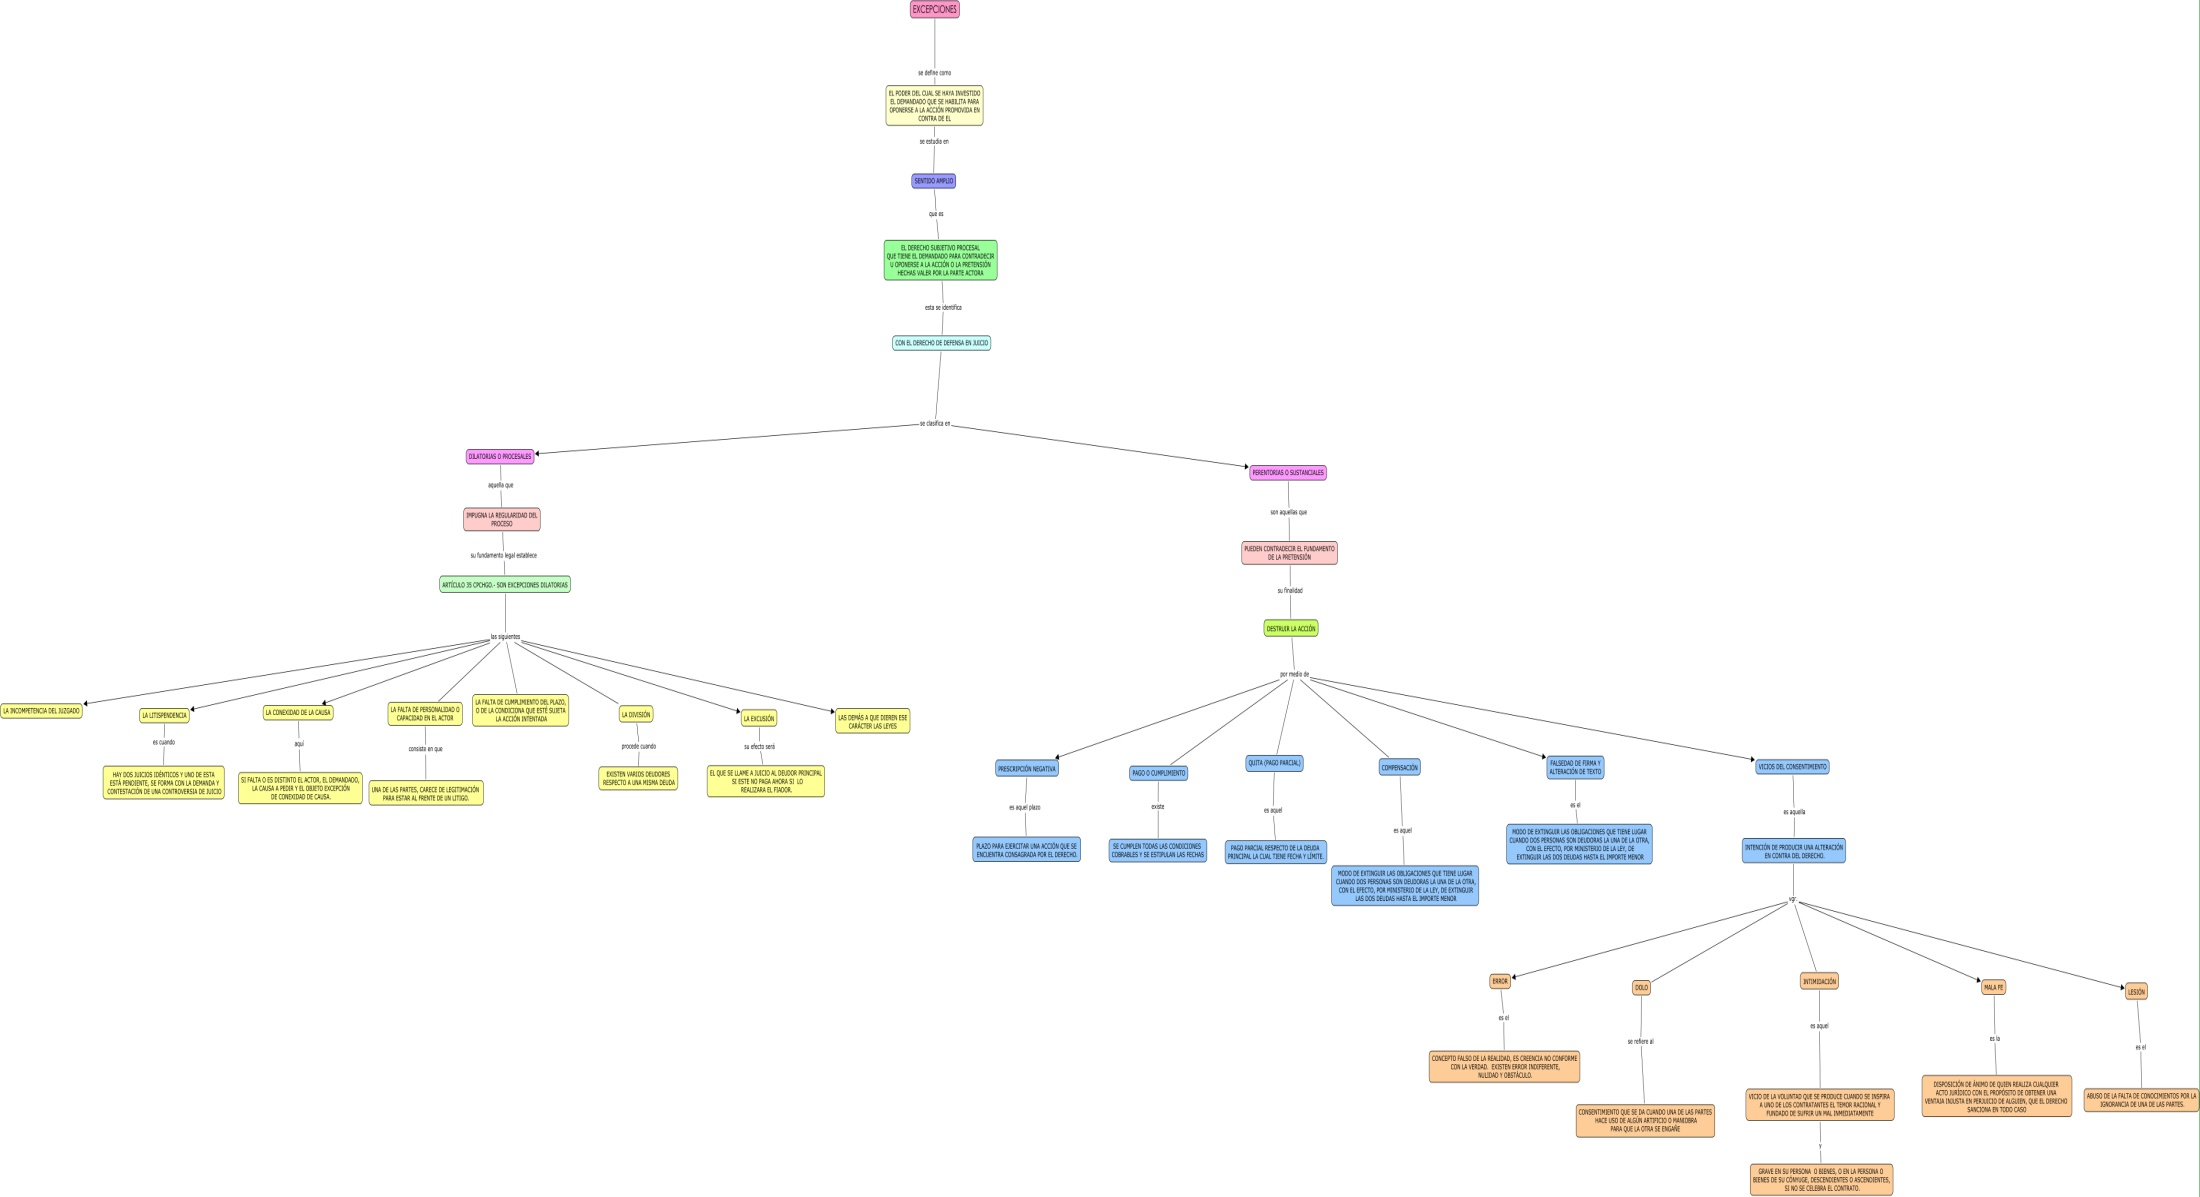 EXCEPCIONES
se define como
EL PODER DEL CUAL SE HAYA INVESTIDO
EL DEMANDADO QUE SE HABILITA PARA
OPONERSE A LA ACCIÓN PROMOVIDA EN
CONTRA DE EL
se estudia en
SENTIDO AMPLIO
que es
EL DERECHO SUBJETIVO PROCESAL
QUE TIENE EL DEMANDADO PARA CONTRADECIR
U OPONERSE A LA ACCIÓN O LA PRETENSIÓN
HECHAS VALER POR LA PARTE ACTORA
esta se identifica
CON EL DERECHO DE DEFENSA EN JUICIO
se clasifica en
DILATORIAS O PROCESALES
aquella que
IMPUGNA LA REGULARIDAD DEL
PROCESO
su fundamento legal establece
ARTÍCULO 35 CPCHGO.- SON EXCEPCIONES DILATORIAS
las siguientes
LA INCOMPETENCIA DEL JUZGADO
LA LITISPENDENCIA
es cuando
HAY DOS JUICIOS IDÉNTICOS Y UNO DE ESTA
ESTÁ PENDIENTE, SE FORMA CON LA DEMANDA Y
CONTESTACIÓN DE UNA CONTROVERSIA DE JUICIO
LA CONEXIDAD DE LA CAUSA
aquí
SI FALTA O ES DISTINTO EL ACTOR, EL DEMANDADO,
LA CAUSA A PEDIR Y EL OBJETO EXCEPCIÓN
DE CONEXIDAD DE CAUSA.
LA FALTA DE PERSONALIDAD O
CAPACIDAD EN EL ACTOR
consiste en que
UNA DE LAS PARTES, CARECE DE LEGITIMACIÓN
PARA ESTAR AL FRENTE DE UN LITIGO.
LA FALTA DE CUMPLIMIENTO DEL PLAZO,
O DE LA CONDICIONA QUE ESTÉ SUJETA
LA ACCIÓN INTENTADA
LA DIVISIÓN
procede cuando
EXISTEN VARIOS DEUDORES
RESPECTO A UNA MISMA DEUDA
LA EXCUSIÓN
su efecto será
EL QUE SE LLAME A JUICIO AL DEUDOR PRINCIPAL
SI ESTE NO PAGA AHORA SI LO
REALIZARA EL FIADOR.
LAS DEMÁS A QUE DIEREN ESE
CARÁCTER LAS LEYES
PERENTORIAS O SUSTANCIALES
son aquellas que
PUEDEN CONTRADECIR EL FUNDAMENTO
DE LA PRETENSIÓN
su finalidad
DESTRUIR LA ACCIÓN
por medio de
PRESCRIPCIÓN NEGATIVA
es aquel plazo
PLAZO PARA EJERCITAR UNA ACCIÓN QUE SE
ENCUENTRA CONSAGRADA POR EL DERECHO.
PAGO O CUMPLIMIENTO
existe
SE CUMPLEN TODAS LAS CONDICIONES
COBRABLES Y SE ESTIPULAN LAS FECHAS
QUITA (PAGO PARCIAL)
es aquel
PAGO PARCIAL RESPECTO DE LA DEUDA
PRINCIPAL LA CUAL TIENE FECHA Y LÍMITE.
COMPENSACIÓN
es aquel
MODO DE EXTINGUIR LAS OBLIGACIONES QUE TIENE LUGAR
CUANDO DOS PERSONAS SON DEUDORAS LA UNA DE LA OTRA,
CON EL EFECTO, POR MINISTERIO DE LA LEY, DE EXTINGUIR
LAS DOS DEUDAS HASTA EL IMPORTE MENOR
FALSEDAD DE FIRMA Y
ALTERACIÓN DE TEXTO
es el
MODO DE EXTINGUIR LAS OBLIGACIONES QUE TIENE LUGAR
CUANDO DOS PERSONAS SON DEUDORAS LA UNA DE LA OTRA,
CON EL EFECTO, POR MINISTERIO DE LA LEY, DE
EXTINGUIR LAS DOS DEUDAS HASTA EL IMPORTE MENOR
VICIOS DEL CONSENTIMIENTO
es aquella
INTENCIÓN DE PRODUCIR UNA ALTERACIÓN
EN CONTRA DEL DERECHO.
vgr.
ERROR
es el
CONCEPTO FALSO DE LA REALIDAD, ES CREENCIA NO CONFORME
CON LA VERDAD. EXISTEN ERROR INDIFERENTE,
NULIDAD Y OBSTÁCULO.
DOLO
se refiere al
CONSENTIMIENTO QUE SE DA CUANDO UNA DE LAS PARTES
HACE USO DE ALGÚN ARTIFICIO O MANIOBRA
PARA QUE LA OTRA SE ENGAÑE
INTIMIDACIÓN
es aquel
VICIO DE LA VOLUNTAD QUE SE PRODUCE CUANDO SE INSPIRA
A UNO DE LOS CONTRATANTES EL TEMOR RACIONAL Y
FUNDADO DE SUFRIR UN MAL INMEDIATAMENTE
y
GRAVE EN SU PERSONA O BIENES, O EN LA PERSONA O
BIENES DE SU CÓNYUGE, DESCENDIENTES O ASCENDIENTES,
SI NO SE CELEBRA EL CONTRATO.
MALA FE
es la
DISPOSICIÓN DE ÁNIMO DE QUIEN REALIZA CUALQUIER
ACTO JURÍDICO CON EL PROPÓSITO DE OBTENER UNA
VENTAJA INJUSTA EN PERJUICIO DE ALGUIEN, QUE EL DERECHO
SANCIONA EN TODO CASO
LESIÓN
es el
ABUSO DE LA FALTA DE CONOCIMIENTOS POR LA
IGNORANCIA DE UNA DE LAS PARTES.